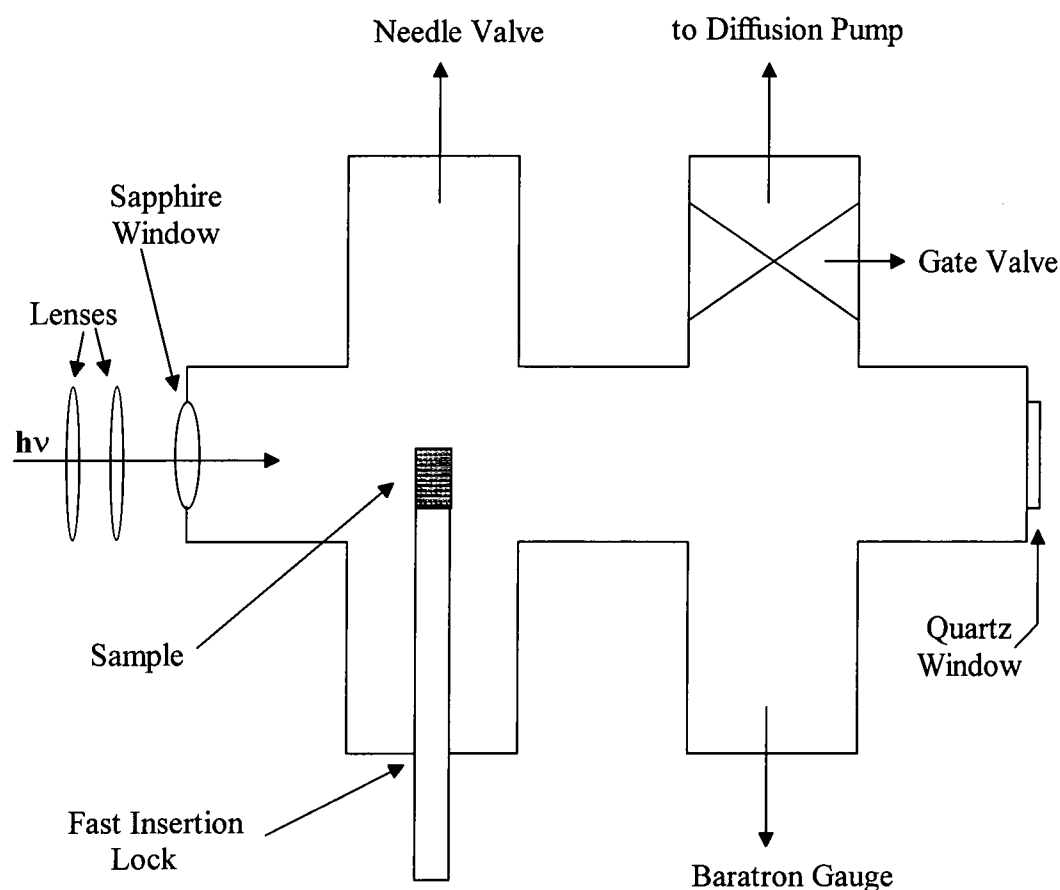 Needle Valve
to Diffusion Pump
Sapphire
Window
Gate Valve
Lenses
hν
Sample
Quartz
Window
Fast Insertion
Lock
Baratron Gauge